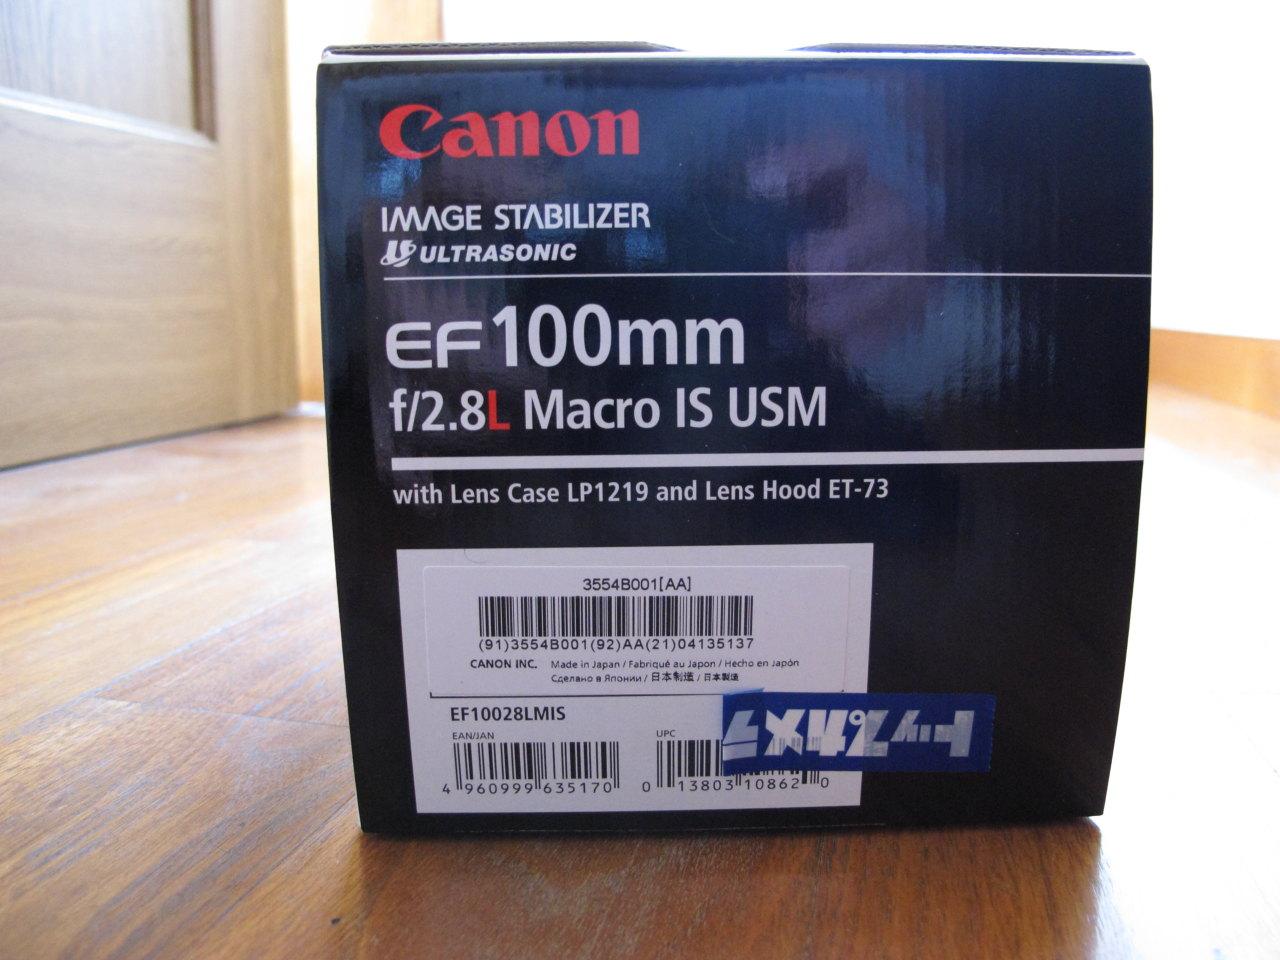 Canon
IMAGE STABILIZER
ULTRASONIC
EF100mm
f/2.8L Macro IS USM
with Lens Case LP1219 and Lens Hood ET-73
3554B001[AA]
(91)3554B001(92)AA(21)04135137
CANON INC. Made in Japan / Fabriqué au Japon / Hecho en Japón
Сделано в Японии / 日本制造 / 日本製造
EF10028LMIS
EAN/JAN
UPC
4 960999 635170
0 13803 10862 0